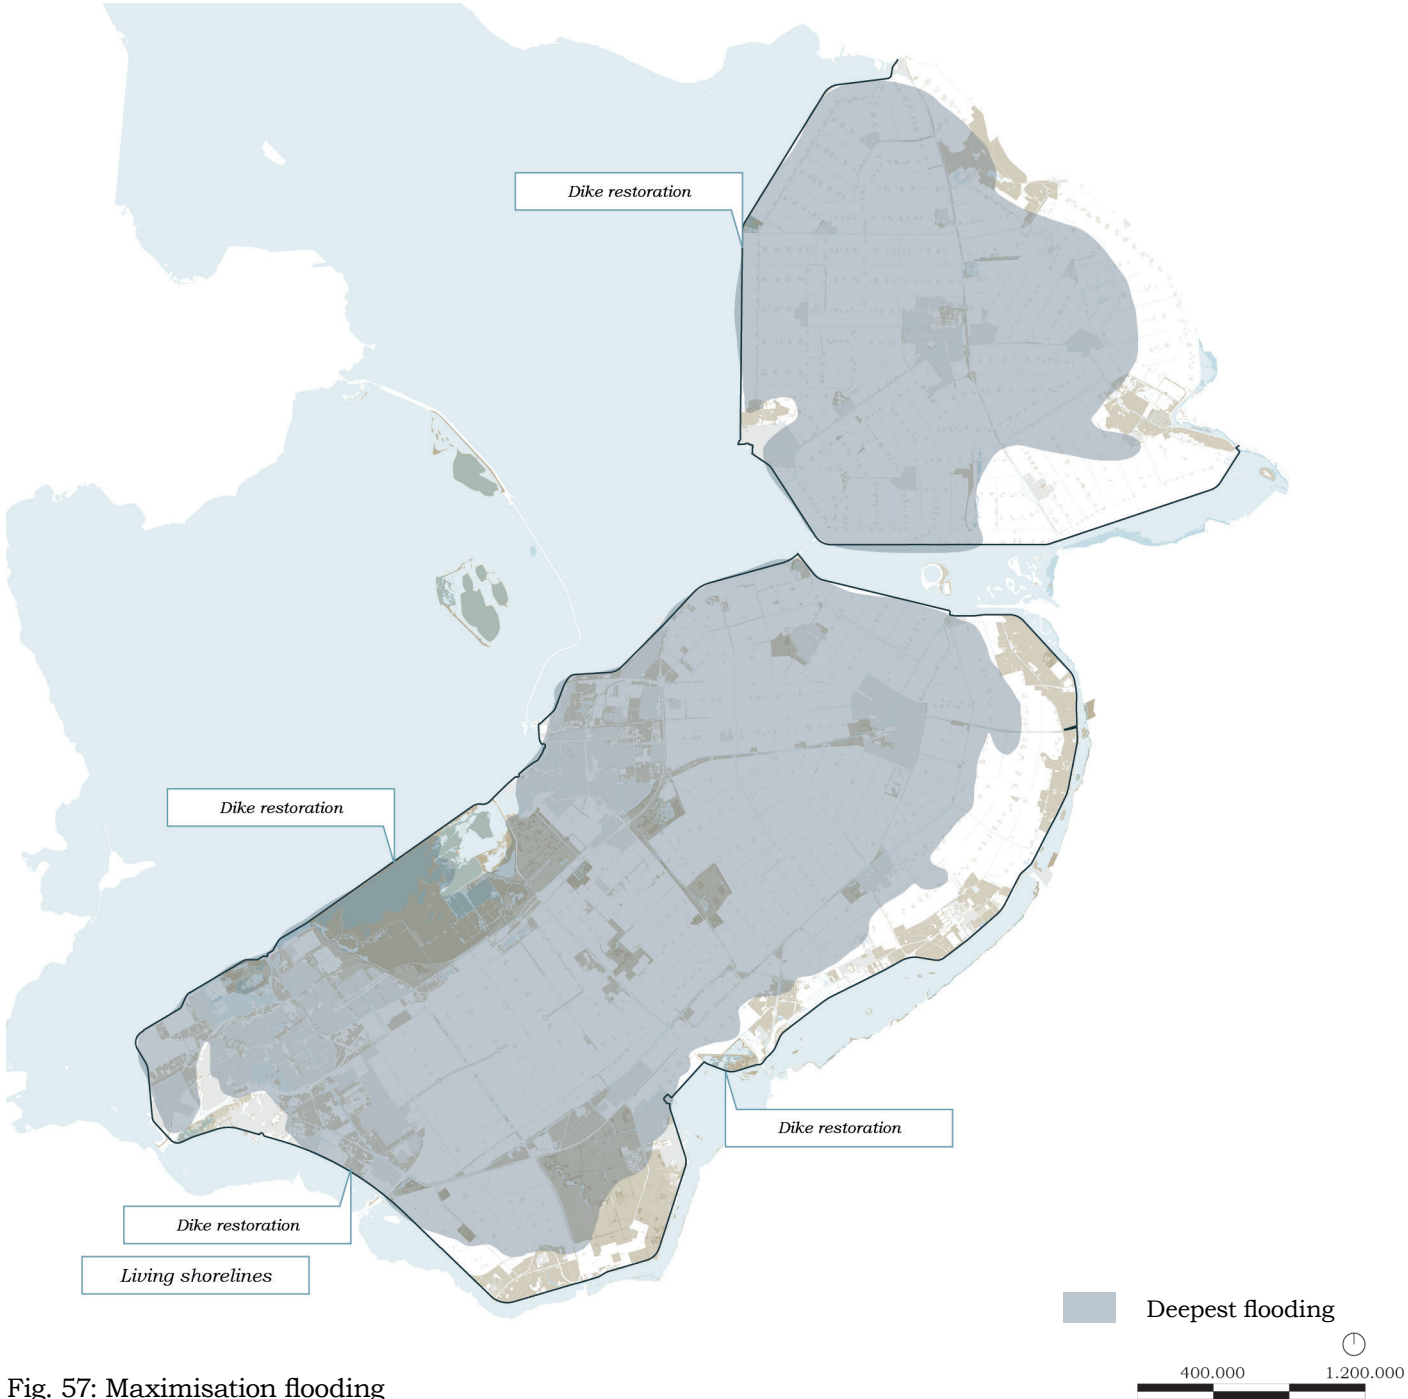 Dike restoration
Dike restoration
Dike restoration
Dike restoration
Living shorelines
Deepest flooding
400.000 1.200.000
Fig. 57: Maximisation flooding